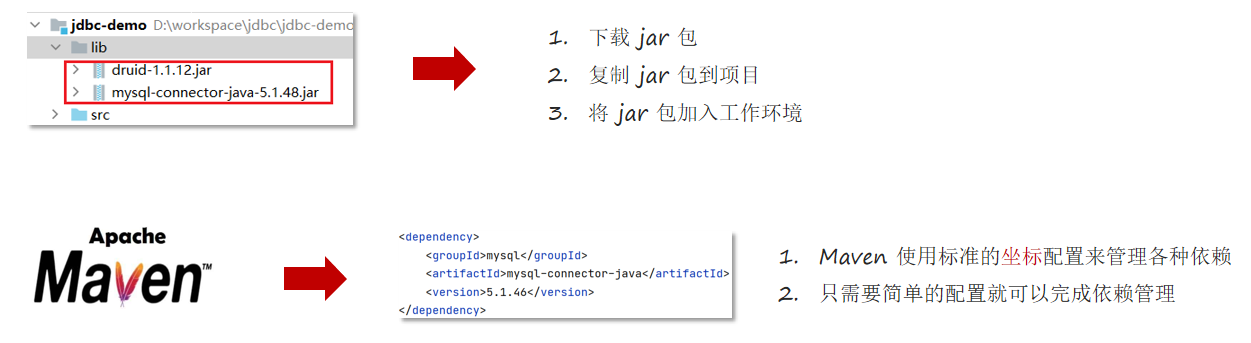 jdbc-demo D:\workspace\jdbc\jdbc-demo
lib
druid-1.1.12.jar
mysql-connector-java-5.1.48.jar
src
1. 下载 jar 包
2. 复制 jar 包到项目
3. 将 jar 包加入工作环境
Apache
Maven™
<dependency>
<groupId>mysql</groupId>
<artifactId>mysql-connector-java</artifactId>
<version>5.1.46</version>
</dependency>
1. Maven 使用标准的坐标配置来管理各种依赖
2. 只需要简单的配置就可以完成依赖管理